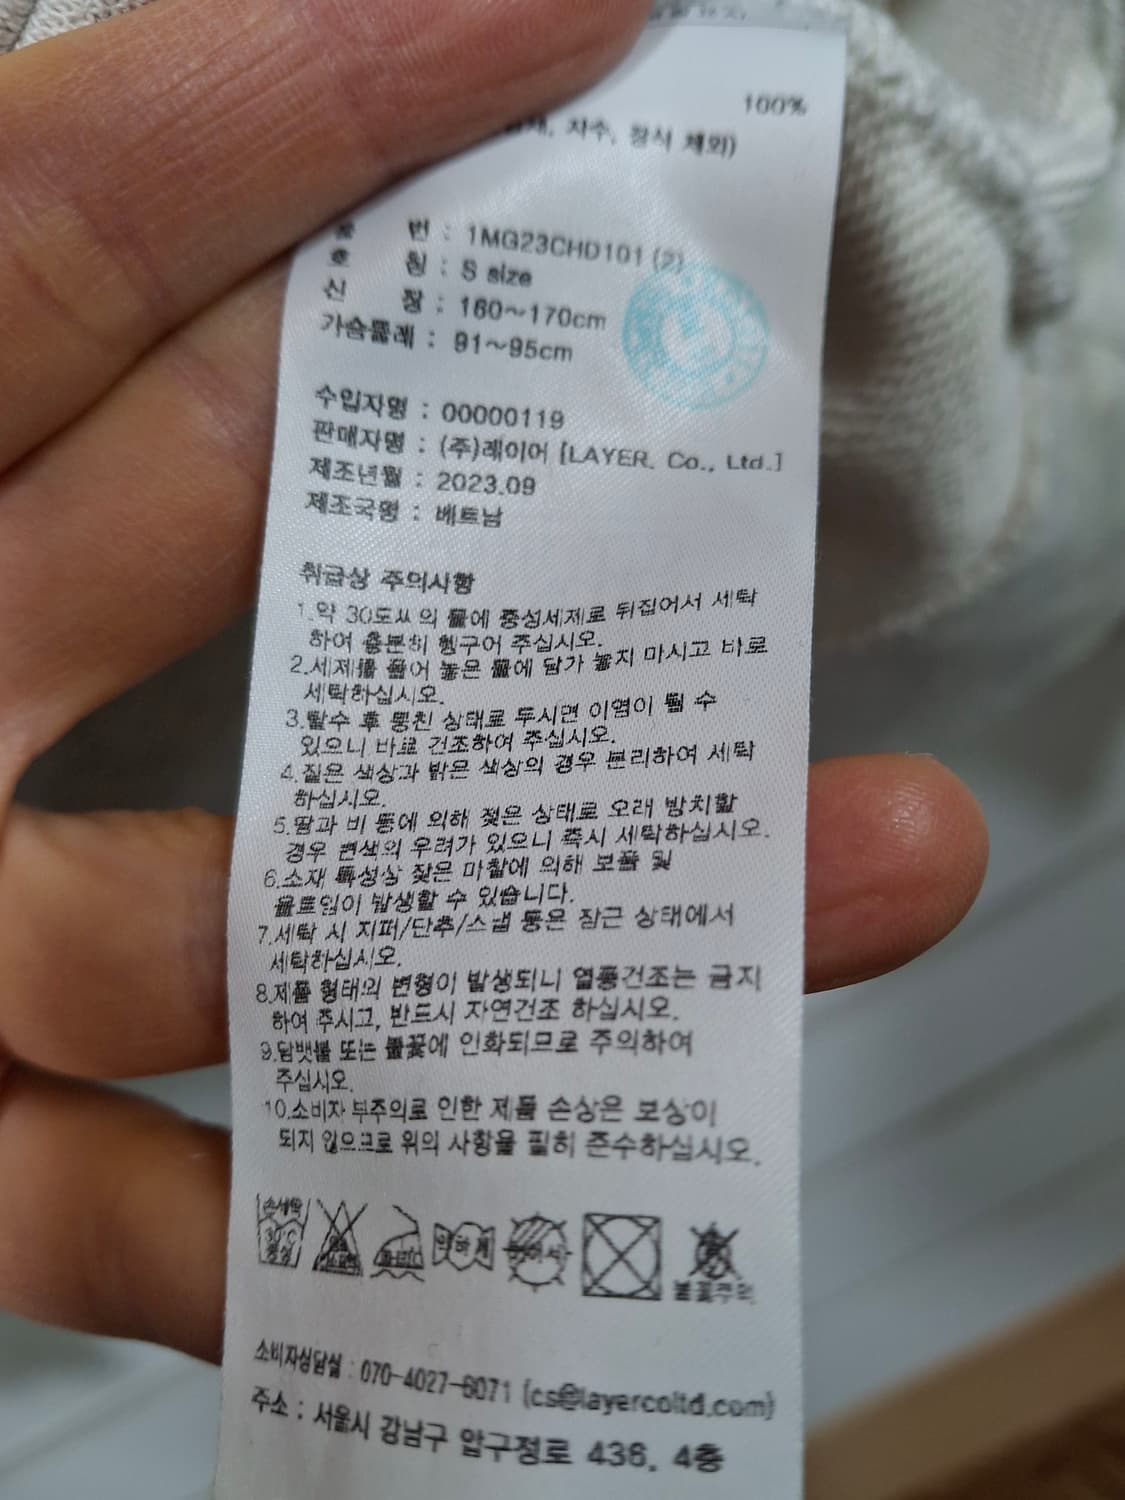 100%
자수, 장식 제외)
번 : 1MG23CHD101 (2)
호 칭 : S size
신 장 : 160~170cm
가슴둘레 : 91~95cm
수입자명 : 00000119
판매자명 : (주)레이어 [LAYER. Co., Ltd.]
제조년월 : 2023.09
제조국명 : 베트남
취급상 주의사항
1.약 30도씨의 물에 중성세제로 뒤집어서 세탁
하여 충분히 헹구어 주십시오.
2.세제를 풀어 놓은 물에 담가 놓지 마시고 바로
세탁하십시오.
3.탈수 후 뭉친 상태로 두시면 이염이 될 수
있으니 바로 건조하여 주십시오.
4.짙은 색상과 밝은 색상의 경우 분리하여 세탁
하십시오.
5.땀과 비 등에 의해 젖은 상태로 오래 방치할
경우 변색의 우려가 있으니 즉시 세탁하십시오.
6.소재 특성상 잦은 마찰에 의해 보풀 및
올트임이 발생할 수 있습니다.
7.세탁 시 지퍼/단추/스냅 등은 잠근 상태에서
세탁하십시오.
8.제품 형태의 변형이 발생되니 열풍건조는 금지
하여 주시고, 반드시 자연건조 하십시오.
9.담뱃불 또는 불꽃에 인화되므로 주의하여
주십시오.
10.소비자 부주의로 인한 제품 손상은 보상이
되지 않으므로 위의 사항을 필히 준수하십시오.
손세탁
30℃
중성
약하게
불꽃주의
소비자상담실 : 070-4027-6071 (cs@layercoltd.com)
주소 : 서울시 강남구 압구정로 436, 4층